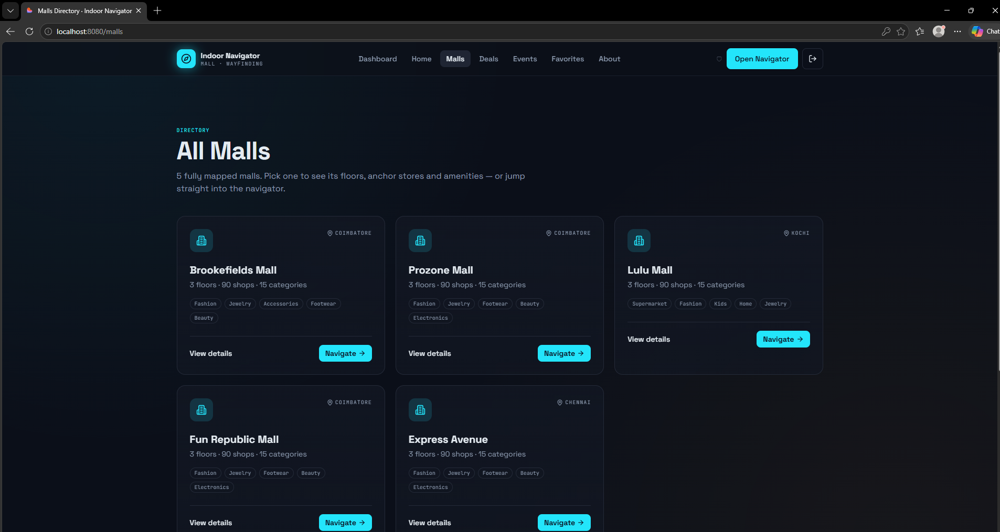 Malls Directory · Indoor Navigator
localhost:8080/malls
Chat
Indoor Navigator
MALL · WAYFINDING
Dashboard
Home
Malls
Deals
Events
Favorites
About
Open Navigator
DIRECTORY
All Malls
5 fully mapped malls. Pick one to see its floors, anchor stores and amenities — or jump
straight into the navigator.
COIMBATORE
Brookefields Mall
3 floors · 90 shops · 15 categories
Fashion Jewelry Accessories Footwear
Beauty
View details
Navigate →
COIMBATORE
Prozone Mall
3 floors · 90 shops · 15 categories
Fashion Jewelry Footwear Beauty
Electronics
View details
Navigate →
KOCHI
Lulu Mall
3 floors · 90 shops · 15 categories
Supermarket Fashion Kids Home Jewelry
View details
Navigate →
COIMBATORE
Fun Republic Mall
3 floors · 90 shops · 15 categories
Fashion Jewelry Footwear Beauty
Electronics
View details
Navigate →
CHENNAI
Express Avenue
3 floors · 90 shops · 15 categories
Fashion Jewelry Footwear Beauty
Electronics
View details
Navigate →